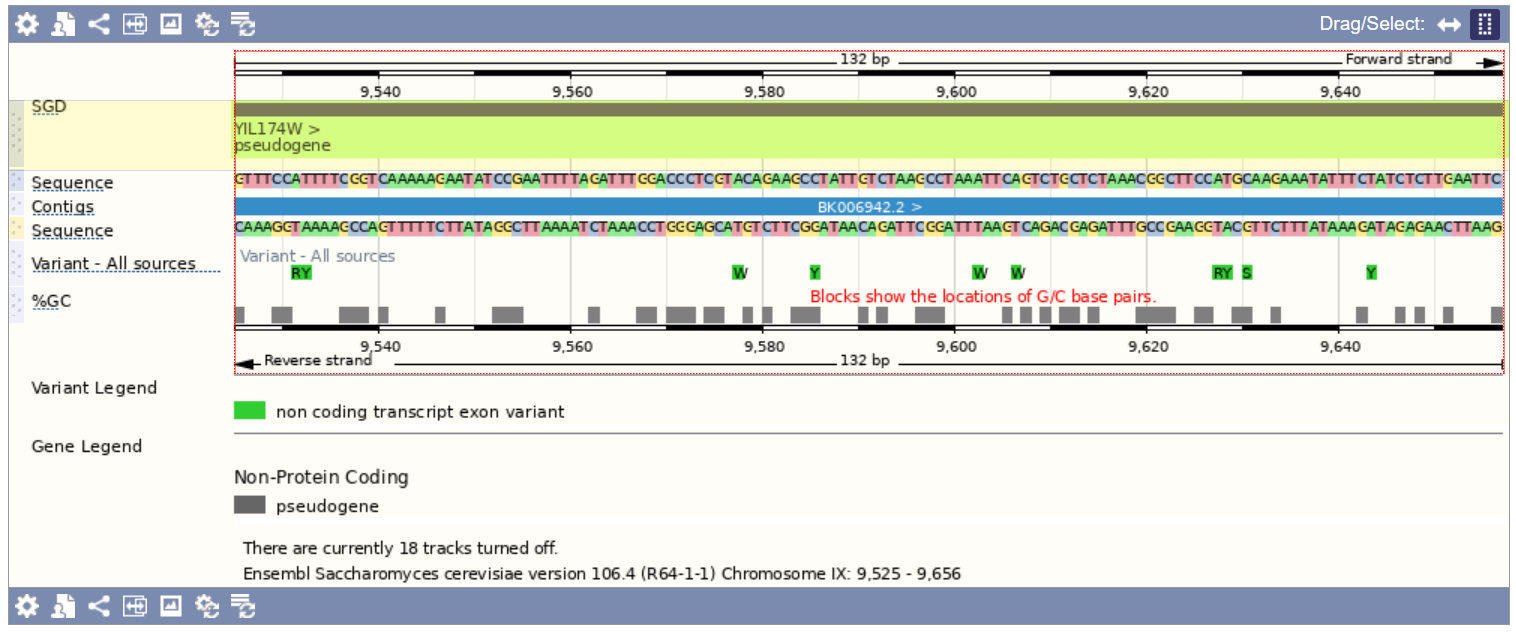 Drag/Select:
132 bp Forward strand
9,540 9,560 9,580 9,600 9,620 9,640
SGD
YIL174W >
pseudogene
Sequence GTTTCCATTTTCGGTCAAAAAGAATATCCGAATTTTAGATTTGGACCCTCGTACAGAAGCCTATTGTCTAAGCCTAAATTCAGTCTGCTCTAAACGGCTTCCATGCAAGAAATATTTCTATCTCTTGAATTC
Contigs BK006942.2 >
Sequence CAAAGGTAAAAGCCAGTTTTTCTTATAGGCTTAAAATCTAAACCTGGGAGCATGTCTTCGGATAACAGATTCGGATTTAAGTCAGACGAGATTTGCCGAAGGTACGTTCTTTATAAAGATAGAGAACTTAAG
Variant - All sources Variant - All sources
RY W Y W W RY S Y
%GC Blocks show the locations of G/C base pairs.
9,540 9,560 9,580 9,600 9,620 9,640
Reverse strand 132 bp
Variant Legend
non coding transcript exon variant
Gene Legend
Non-Protein Coding
pseudogene
There are currently 18 tracks turned off.
Ensembl Saccharomyces cerevisiae version 106.4 (R64-1-1) Chromosome IX: 9,525 - 9,656